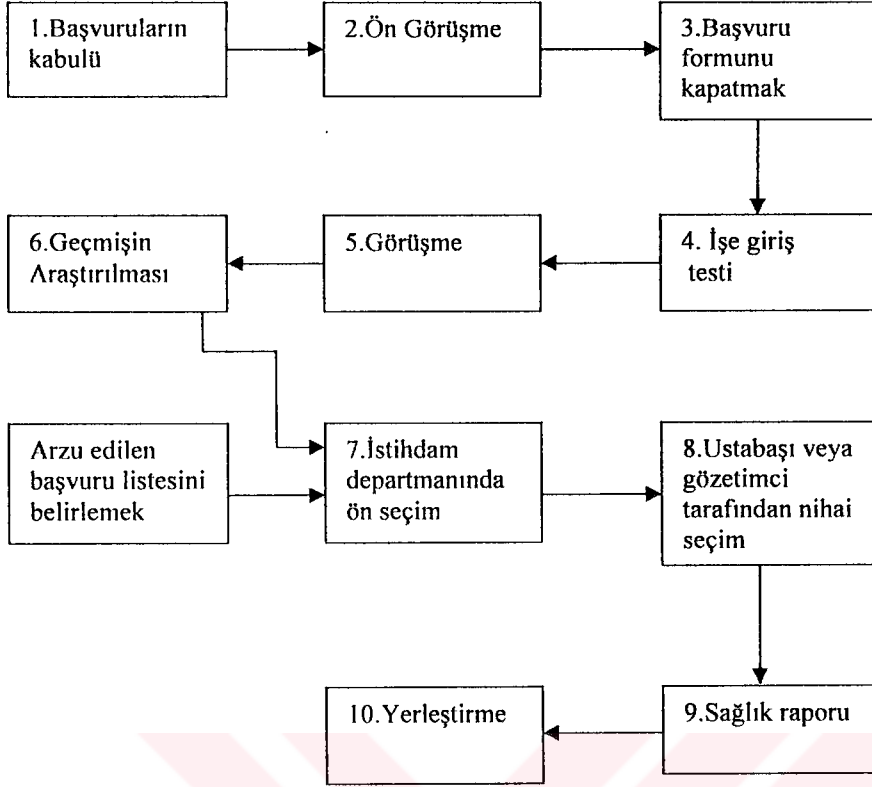 1.Başvuruların
kabulü
2.Ön Görüşme
3.Başvuru
formunu
kapatmak
4. İşe giriş
testi
5.Görüşme
6.Geçmişin
Araştırılması
Arzu edilen
başvuru listesini
belirlemek
7.İstihdam
departmanında
ön seçim
8.Ustabaşı veya
gözetimci
tarafından nihai
seçim
9.Sağlık raporu
10.Yerleştirme